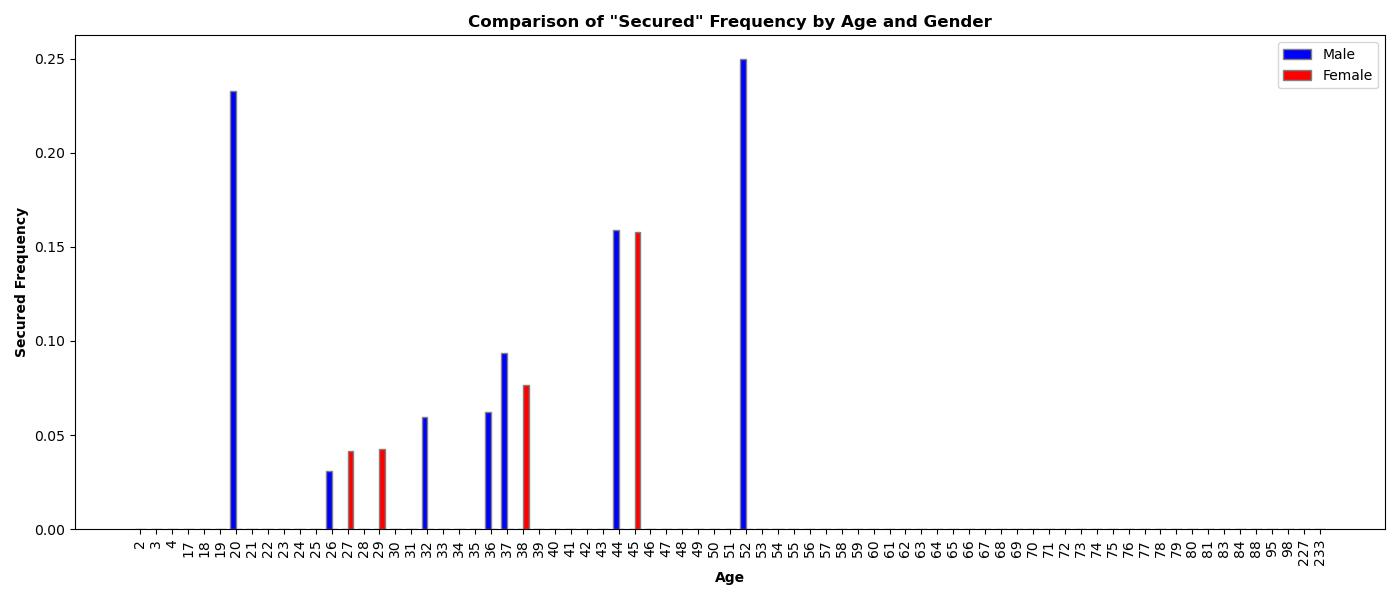 Comparison of "Secured" Frequency by Age and Gender
Male
Female
Secured Frequency
0.25
0.20
0.15
0.10
0.05
0.00
2 3 4 17 18 19 20 21 22 23 24 25 26 27 28 29 30 31 32 33 34 35 36 37 38 39 40 41 42 43 44 45 46 47 48 49 50 51 52 53 54 55 56 57 58 59 60 61 62 63 64 65 66 67 68 69 70 71 72 73 74 75 76 77 78 79 80 81 83 84 88 95 98 227 233
Age